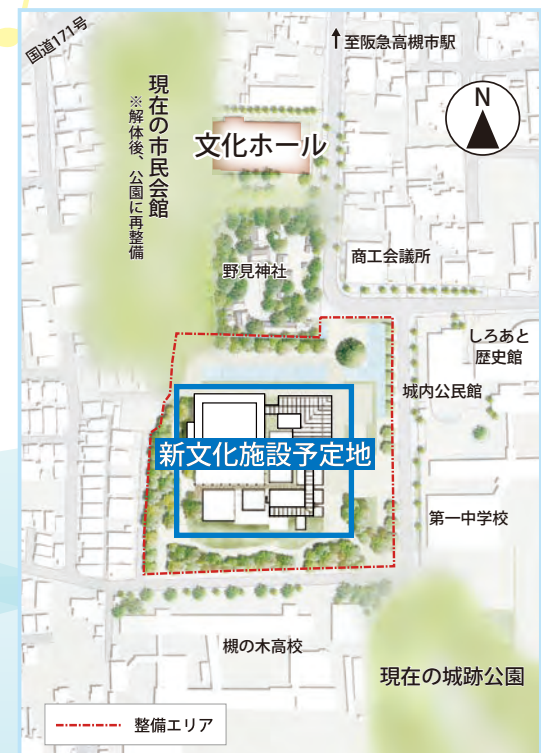 国道171号
↑至阪急高槻市駅
N
現在の市民会館
※解体後、公園に再整備
文化ホール
野見神社
商工会議所
しろあと
歴史館
城内公民館
新文化施設予定地
第一中学校
槻の木高校
現在の城跡公園
整備エリア